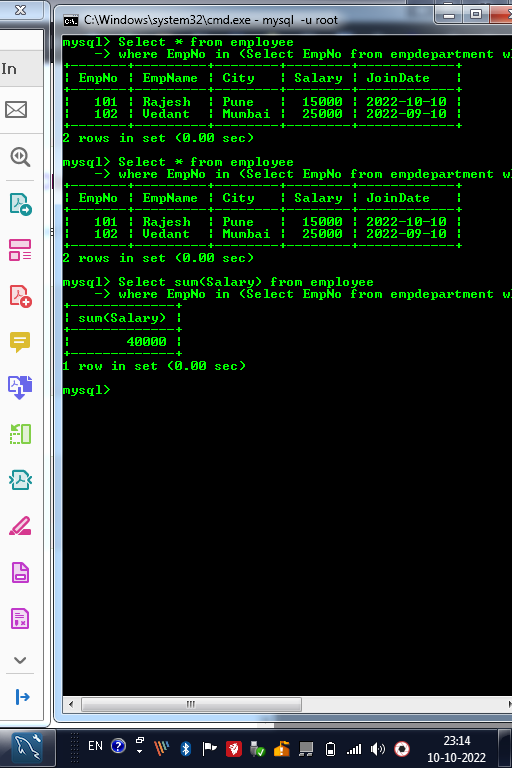 C:\Windows\system32\cmd.exe - mysql -u root
In
mysql> Select * from employee
-> where EmpNo in (Select EmpNo from empdepartment w
+-------+---------+--------+--------+------------+
| EmpNo | EmpName | City   | Salary | JoinDate   |
+-------+---------+--------+--------+------------+
|   101 | Rajesh  | Pune   |  15000 | 2022-10-10 |
|   102 | Vedant  | Mumbai |  25000 | 2022-09-10 |
+-------+---------+--------+--------+------------+
2 rows in set (0.00 sec)
mysql> Select * from employee
-> where EmpNo in (Select EmpNo from empdepartment w
+-------+---------+--------+--------+------------+
| EmpNo | EmpName | City   | Salary | JoinDate   |
+-------+---------+--------+--------+------------+
|   101 | Rajesh  | Pune   |  15000 | 2022-10-10 |
|   102 | Vedant  | Mumbai |  25000 | 2022-09-10 |
+-------+---------+--------+--------+------------+
2 rows in set (0.00 sec)
mysql> Select sum(Salary) from employee
-> where EmpNo in (Select EmpNo from empdepartment w
+-------------+
| sum(Salary) |
+-------------+
|       40000 |
+-------------+
1 row in set (0.00 sec)
mysql>
EN
23:14
10-10-2022